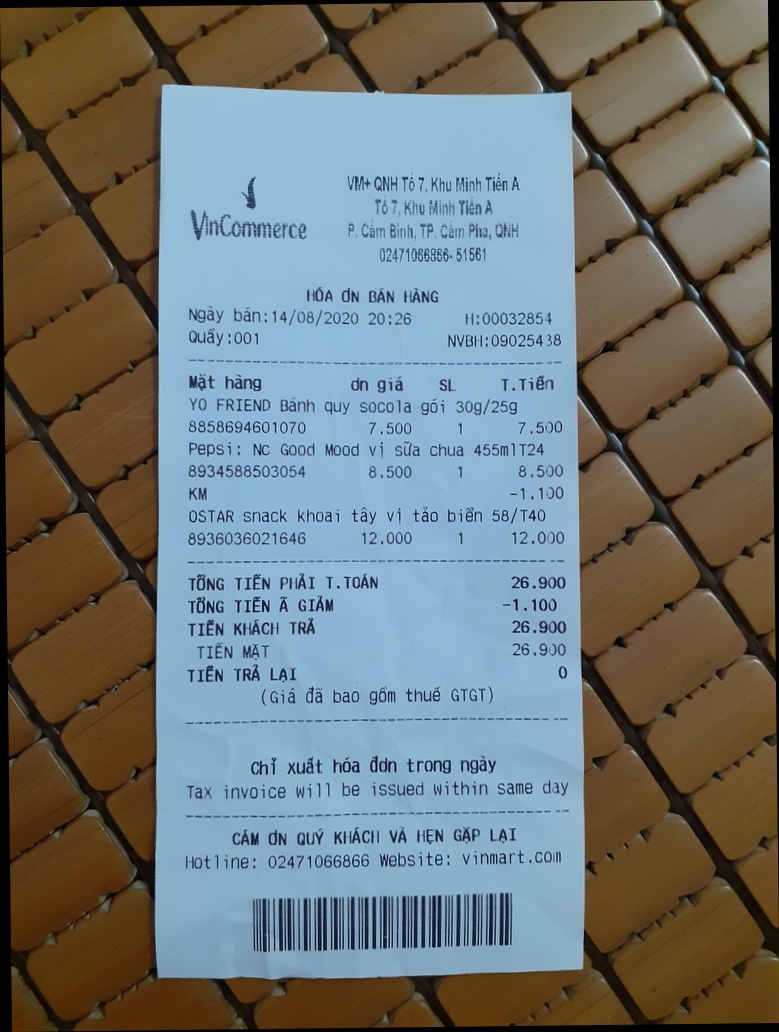 VinCommerce
VM+ QNH Tổ 7, Khu Minh Tiến A
Tổ 7, Khu Minh Tiến A
P. Cẩm Bình, TP. Cẩm Phả, QNH
02471066866-51561
HÓA ƠN BÁN HÀNG
Ngày bán:14/08/2020 20:26 H:00032854
Quầy:001 NVBH:09025438
Mặt hàng ơn giá SL T.Tiền
YO FRIEND Bánh quy socola gói 30g/25g
8858694601070 7.500 1 7.500
Pepsi: Nc Good Mood vị sữa chua 455mlT24
8934588503054 8.500 1 8.500
KM -1.100
OSTAR snack khoai tây vị tảo biển 58/T40
8936036021646 12.000 1 12.000
TỔNG TIỀN PHẢI T.TOÁN 26.900
TỔNG TIỀN Ã GIẢM -1.100
TIỀN KHÁCH TRẢ 26.900
TIỀN MẶT 26.900
TIỀN TRẢ LẠI 0
(Giá đã bao gồm thuế GTGT)
Chỉ xuất hóa đơn trong ngày
Tax invoice will be issued within same day
CÁM ƠN QUÝ KHÁCH VÀ HẸN GẶP LẠI
Hotline: 02471066866 Website: vinmart.com